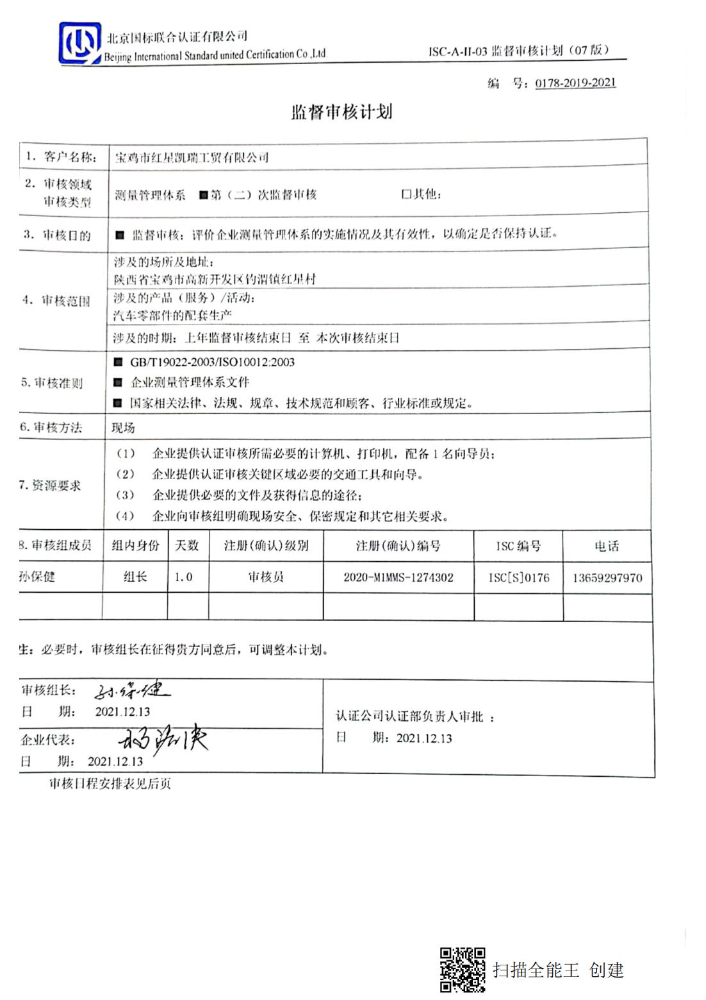 北京国标联合认证有限公司
Beijing International Standard united Certification Co.,Ltd.
ISC-A-II-03 监督审核计划（07 版）
编 号：0178-2019-2021
监督审核计划
1. 客户名称： 宝鸡市红星凯瑞工贸有限公司
2. 审核领域
审核类型
测量管理体系 ■第（二）次监督审核 □其他：
3. 审核目的 ■ 监督审核：评价企业测量管理体系的实施情况及其有效性，以确定是否保持认证。
4. 审核范围
涉及的场所及地址：
陕西省宝鸡市高新开发区钓渭镇红星村
涉及的产品（服务）/活动：
汽车零部件的配套生产
涉及的时期：上年监督审核结束日 至 本次审核结束日
5.审核准则
■ GB/T19022-2003/ISO10012:2003
■ 企业测量管理体系文件
■ 国家相关法律、法规、规章、技术规范和顾客、行业标准或规定。
6.审核方法 现场
7.资源要求
（1） 企业提供认证审核所需必要的计算机、打印机，配备 1 名向导员；
（2） 企业提供认证审核关键区域必要的交通工具和向导。
（3） 企业提供必要的文件及获得信息的途径；
（4） 企业向审核组明确现场安全、保密规定和其它相关要求。
8.审核组成员 组内身份 天数 注册(确认)级别 注册(确认)编号 ISC 编号 电话
孙保健 组长 1.0 审核员 2020-M1MMS-1274302 ISC[S]0176 13659297970
注：必要时，审核组长在征得贵方同意后，可调整本计划。
审核组长： 孙保健
日 期： 2021.12.13
企业代表：
日 期： 2021.12.13
认证公司认证部负责人审批 ：
日 期：2021.12.13
审核日程安排表见后页
扫描全能王 创建